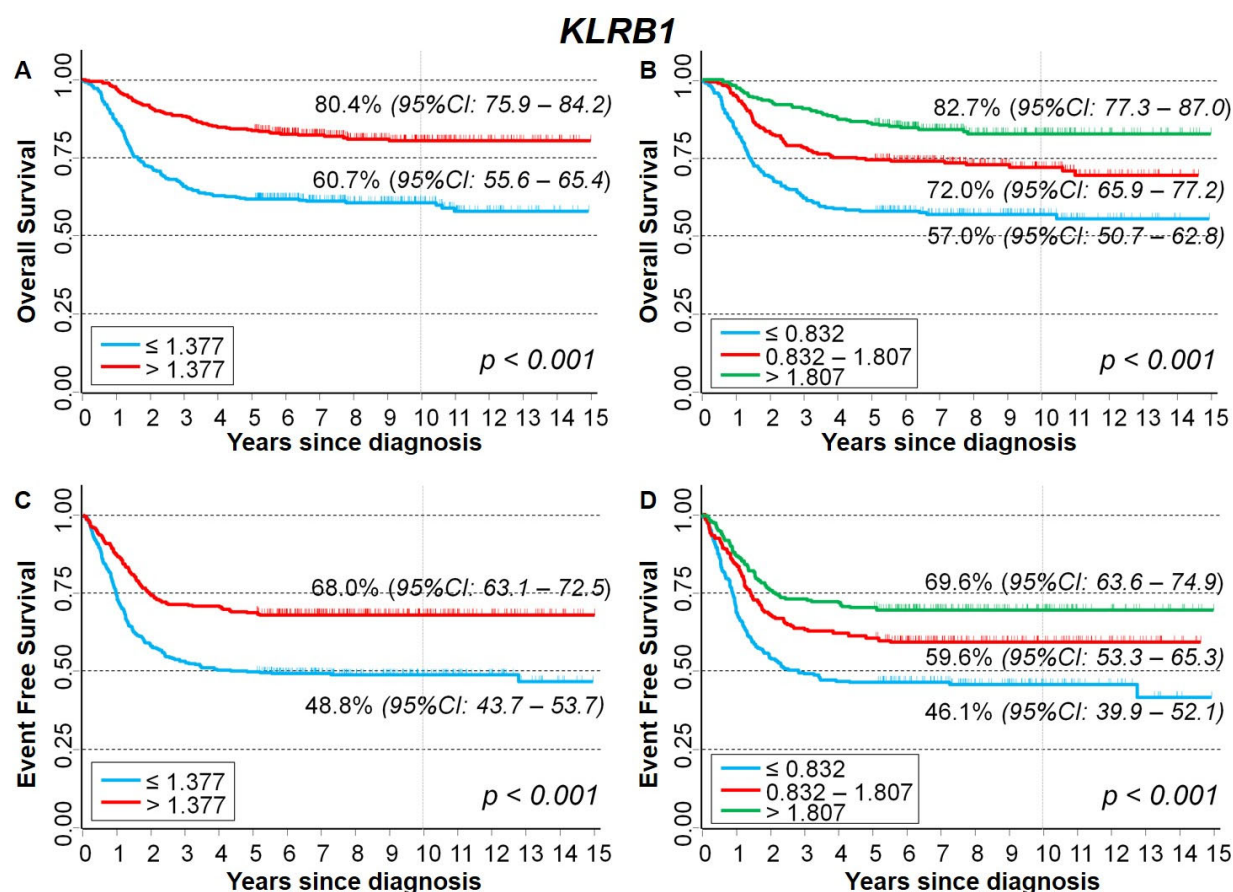 KLRB1
A
1.00
0.75
0.50
0.25
0.00
Overall Survival
80.4% (95%CI: 75.9 – 84.2)
60.7% (95%CI: 55.6 – 65.4)
≤ 1.377
> 1.377
p < 0.001
0 1 2 3 4 5 6 7 8 9 10 11 12 13 14 15
Years since diagnosis
B
1.00
0.75
0.50
0.25
0.00
Overall Survival
82.7% (95%CI: 77.3 – 87.0)
72.0% (95%CI: 65.9 – 77.2)
57.0% (95%CI: 50.7 – 62.8)
≤ 0.832
0.832 – 1.807
> 1.807
p < 0.001
0 1 2 3 4 5 6 7 8 9 10 11 12 13 14 15
Years since diagnosis
C
1.00
0.75
0.50
0.25
0.00
Event Free Survival
68.0% (95%CI: 63.1 – 72.5)
48.8% (95%CI: 43.7 – 53.7)
≤ 1.377
> 1.377
p < 0.001
0 1 2 3 4 5 6 7 8 9 10 11 12 13 14 15
Years since diagnosis
D
1.00
0.75
0.50
0.25
0.00
Event Free Survival
69.6% (95%CI: 63.6 – 74.9)
59.6% (95%CI: 53.3 – 65.3)
46.1% (95%CI: 39.9 – 52.1)
≤ 0.832
0.832 – 1.807
> 1.807
p < 0.001
0 1 2 3 4 5 6 7 8 9 10 11 12 13 14 15
Years since diagnosis